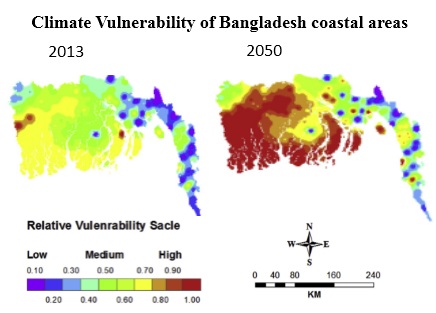 Climate Vulnerability of Bangladesh coastal areas
2013
2050
Relative Vulenrability Sacle
Low Medium High
0.10 0.30 0.50 0.70 0.90
0.20 0.40 0.60 0.80 1.00
N
W E
S
0 40 80 160 240
KM